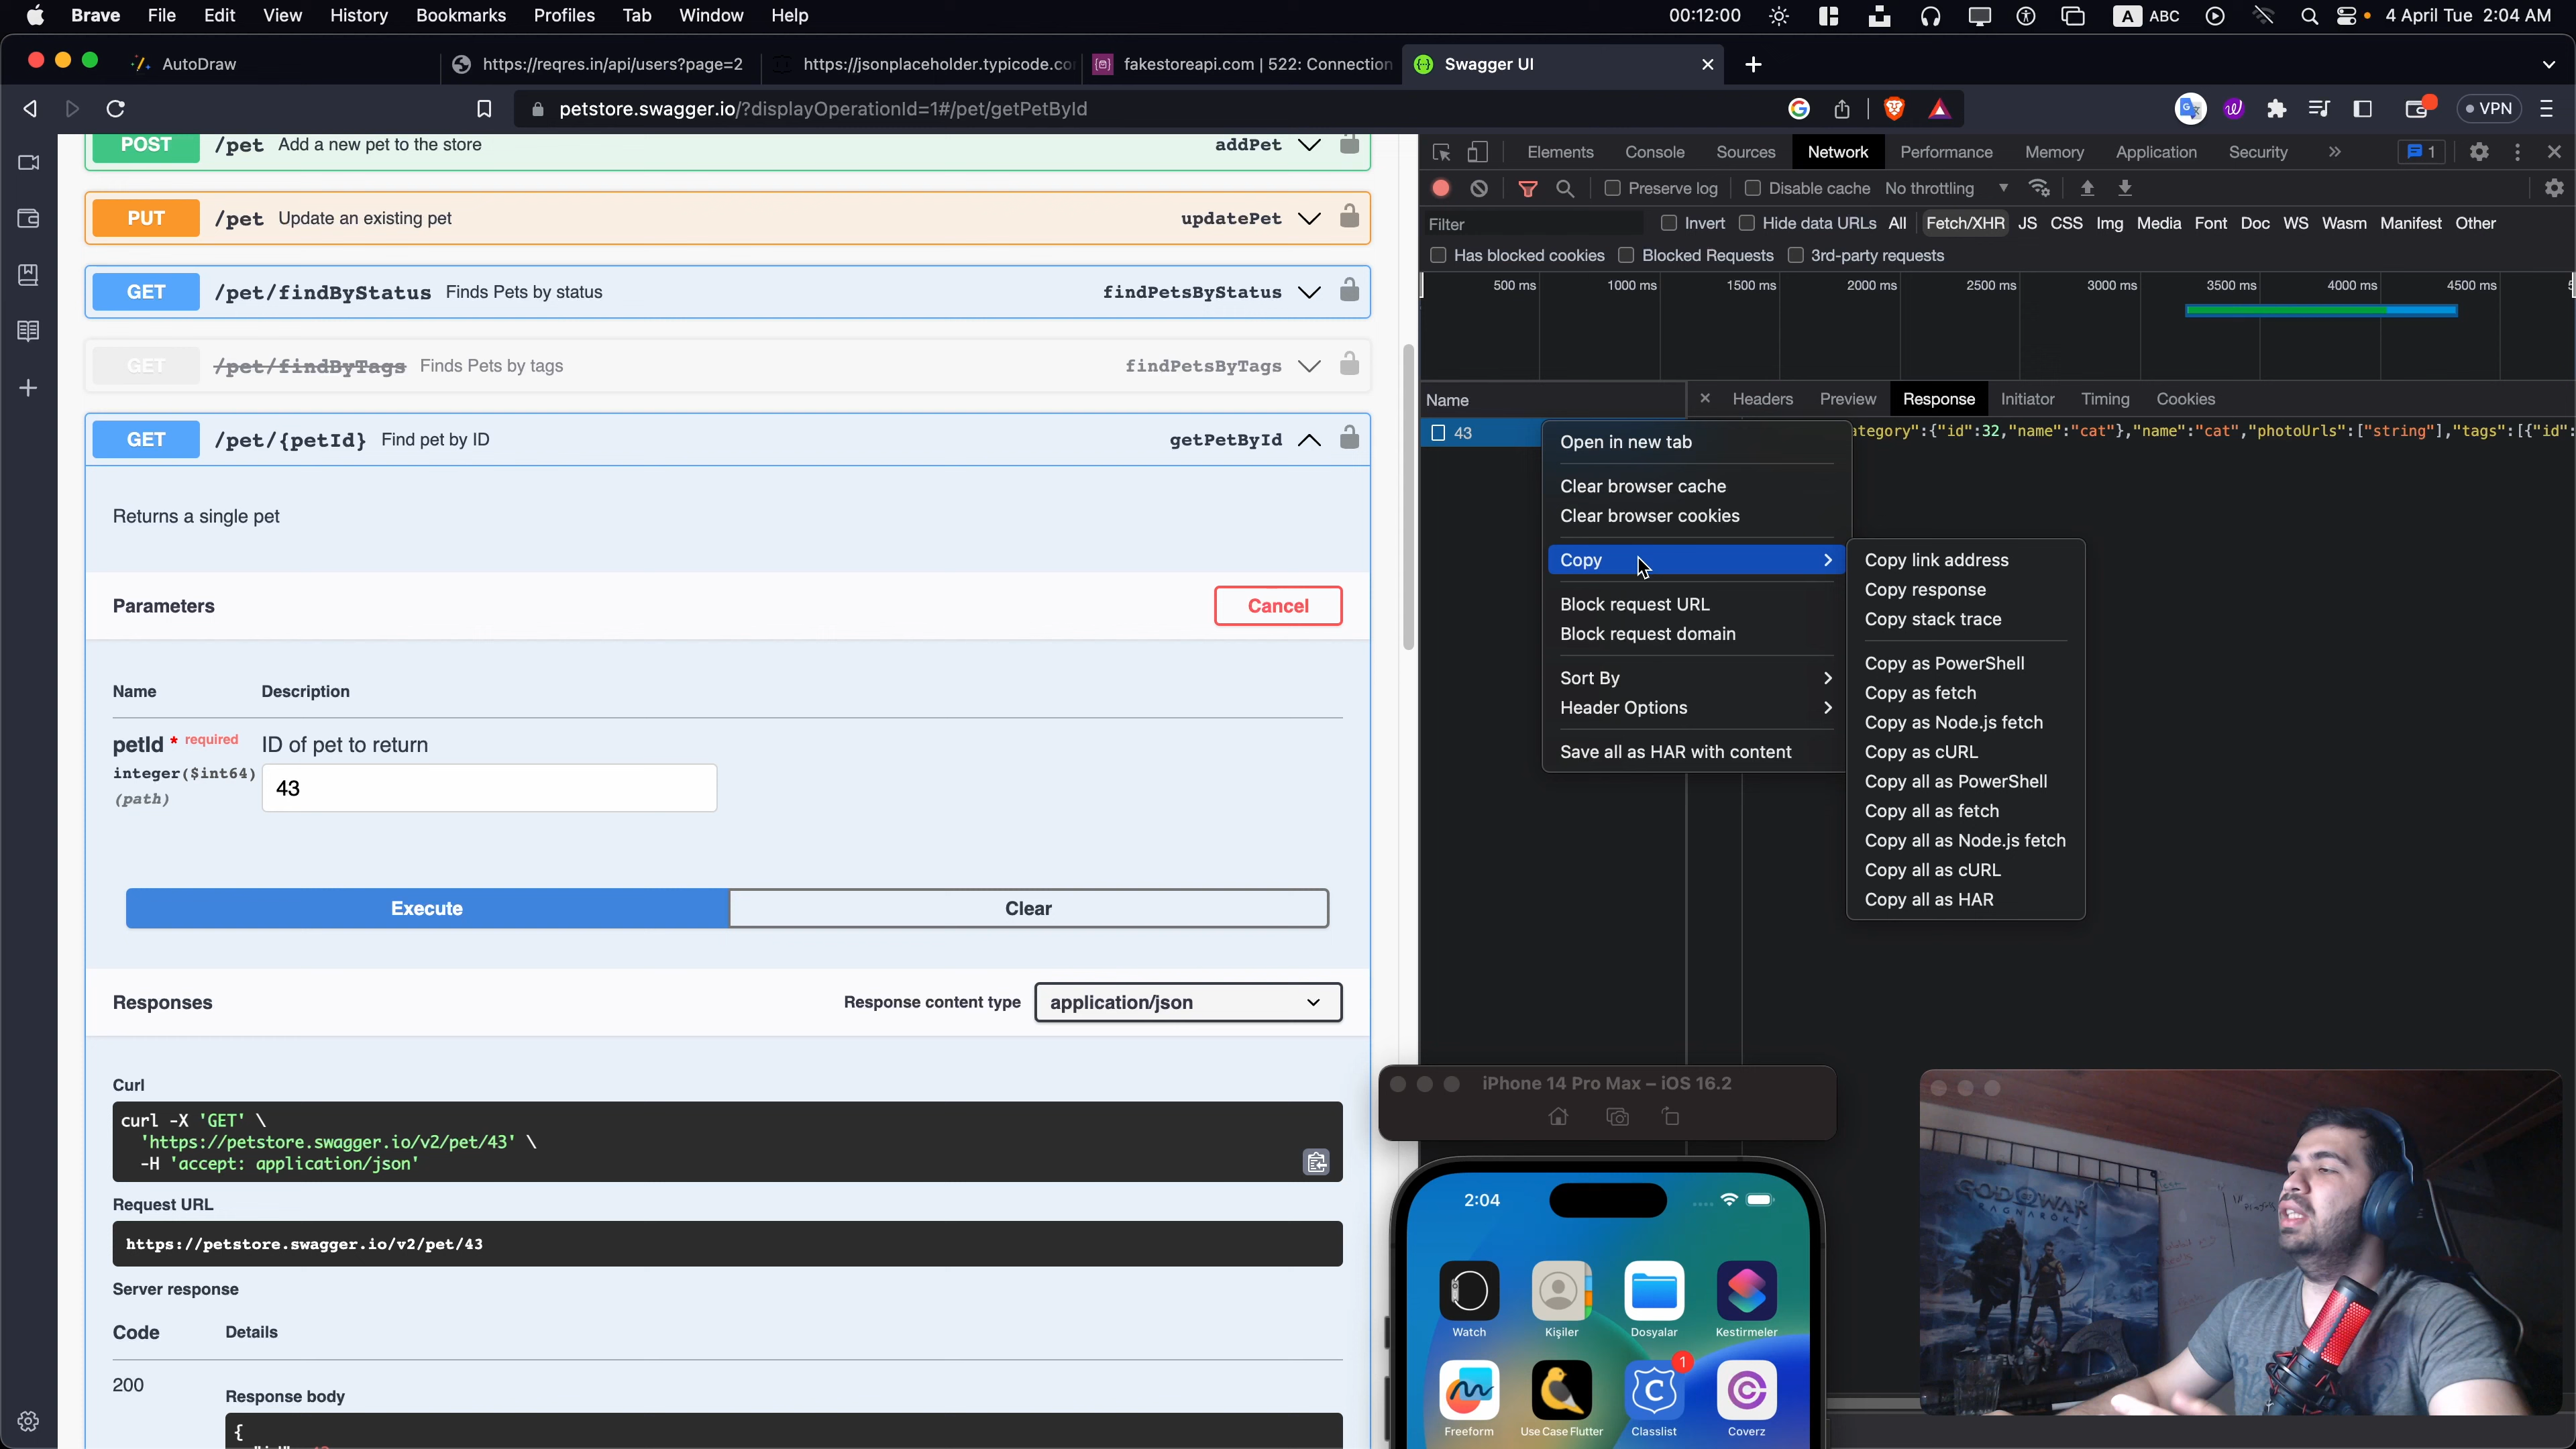 Brave File Edit View History Bookmarks Profiles Tab Window Help
00:12:00 A ABC 4 April Tue 2:04 AM
AutoDraw
https://reqres.in/api/users?page=2
https://jsonplaceholder.typicode.co
fakestoreapi.com | 522: Connection
Swagger UI
petstore.swagger.io/?displayOperationId=1#/pet/getPetById
VPN
POST /pet Add a new pet to the store addPet
PUT /pet Update an existing pet updatePet
GET /pet/findByStatus Finds Pets by status findPetsByStatus
GET /pet/findByTags Finds Pets by tags findPetsByTags
GET /pet/{petId} Find pet by ID getPetById
Returns a single pet
Parameters
Cancel
Name Description
petId * required
integer($int64)
(path)
ID of pet to return
43
Execute
Clear
Responses
Response content type
application/json
Curl
curl -X 'GET' \
'https://petstore.swagger.io/v2/pet/43' \
-H 'accept: application/json'
Request URL
https://petstore.swagger.io/v2/pet/43
Server response
Code Details
200
Response body
{
Elements Console Sources Network Performance Memory Application Security
1
Preserve log Disable cache No throttling
Filter
Invert Hide data URLs All Fetch/XHR JS CSS Img Media Font Doc WS Wasm Manifest Other
Has blocked cookies Blocked Requests 3rd-party requests
500 ms 1000 ms 1500 ms 2000 ms 2500 ms 3000 ms 3500 ms 4000 ms 4500 ms
Name
Headers Preview Response Initiator Timing Cookies
43
ategory":{"id":32,"name":"cat"},"name":"cat","photoUrls":["string"],"tags":[{"id":
Open in new tab
Clear browser cache
Clear browser cookies
Copy
Block request URL
Block request domain
Sort By
Header Options
Save all as HAR with content
Copy link address
Copy response
Copy stack trace
Copy as PowerShell
Copy as fetch
Copy as Node.js fetch
Copy as cURL
Copy all as PowerShell
Copy all as fetch
Copy all as Node.js fetch
Copy all as cURL
Copy all as HAR
iPhone 14 Pro Max – iOS 16.2
2:04
Watch Kişiler Dosyalar Kestirmeler
1
Freeform Use Case Flutter Classlist Coverz
GOD OF WAR
RAGNARÖK